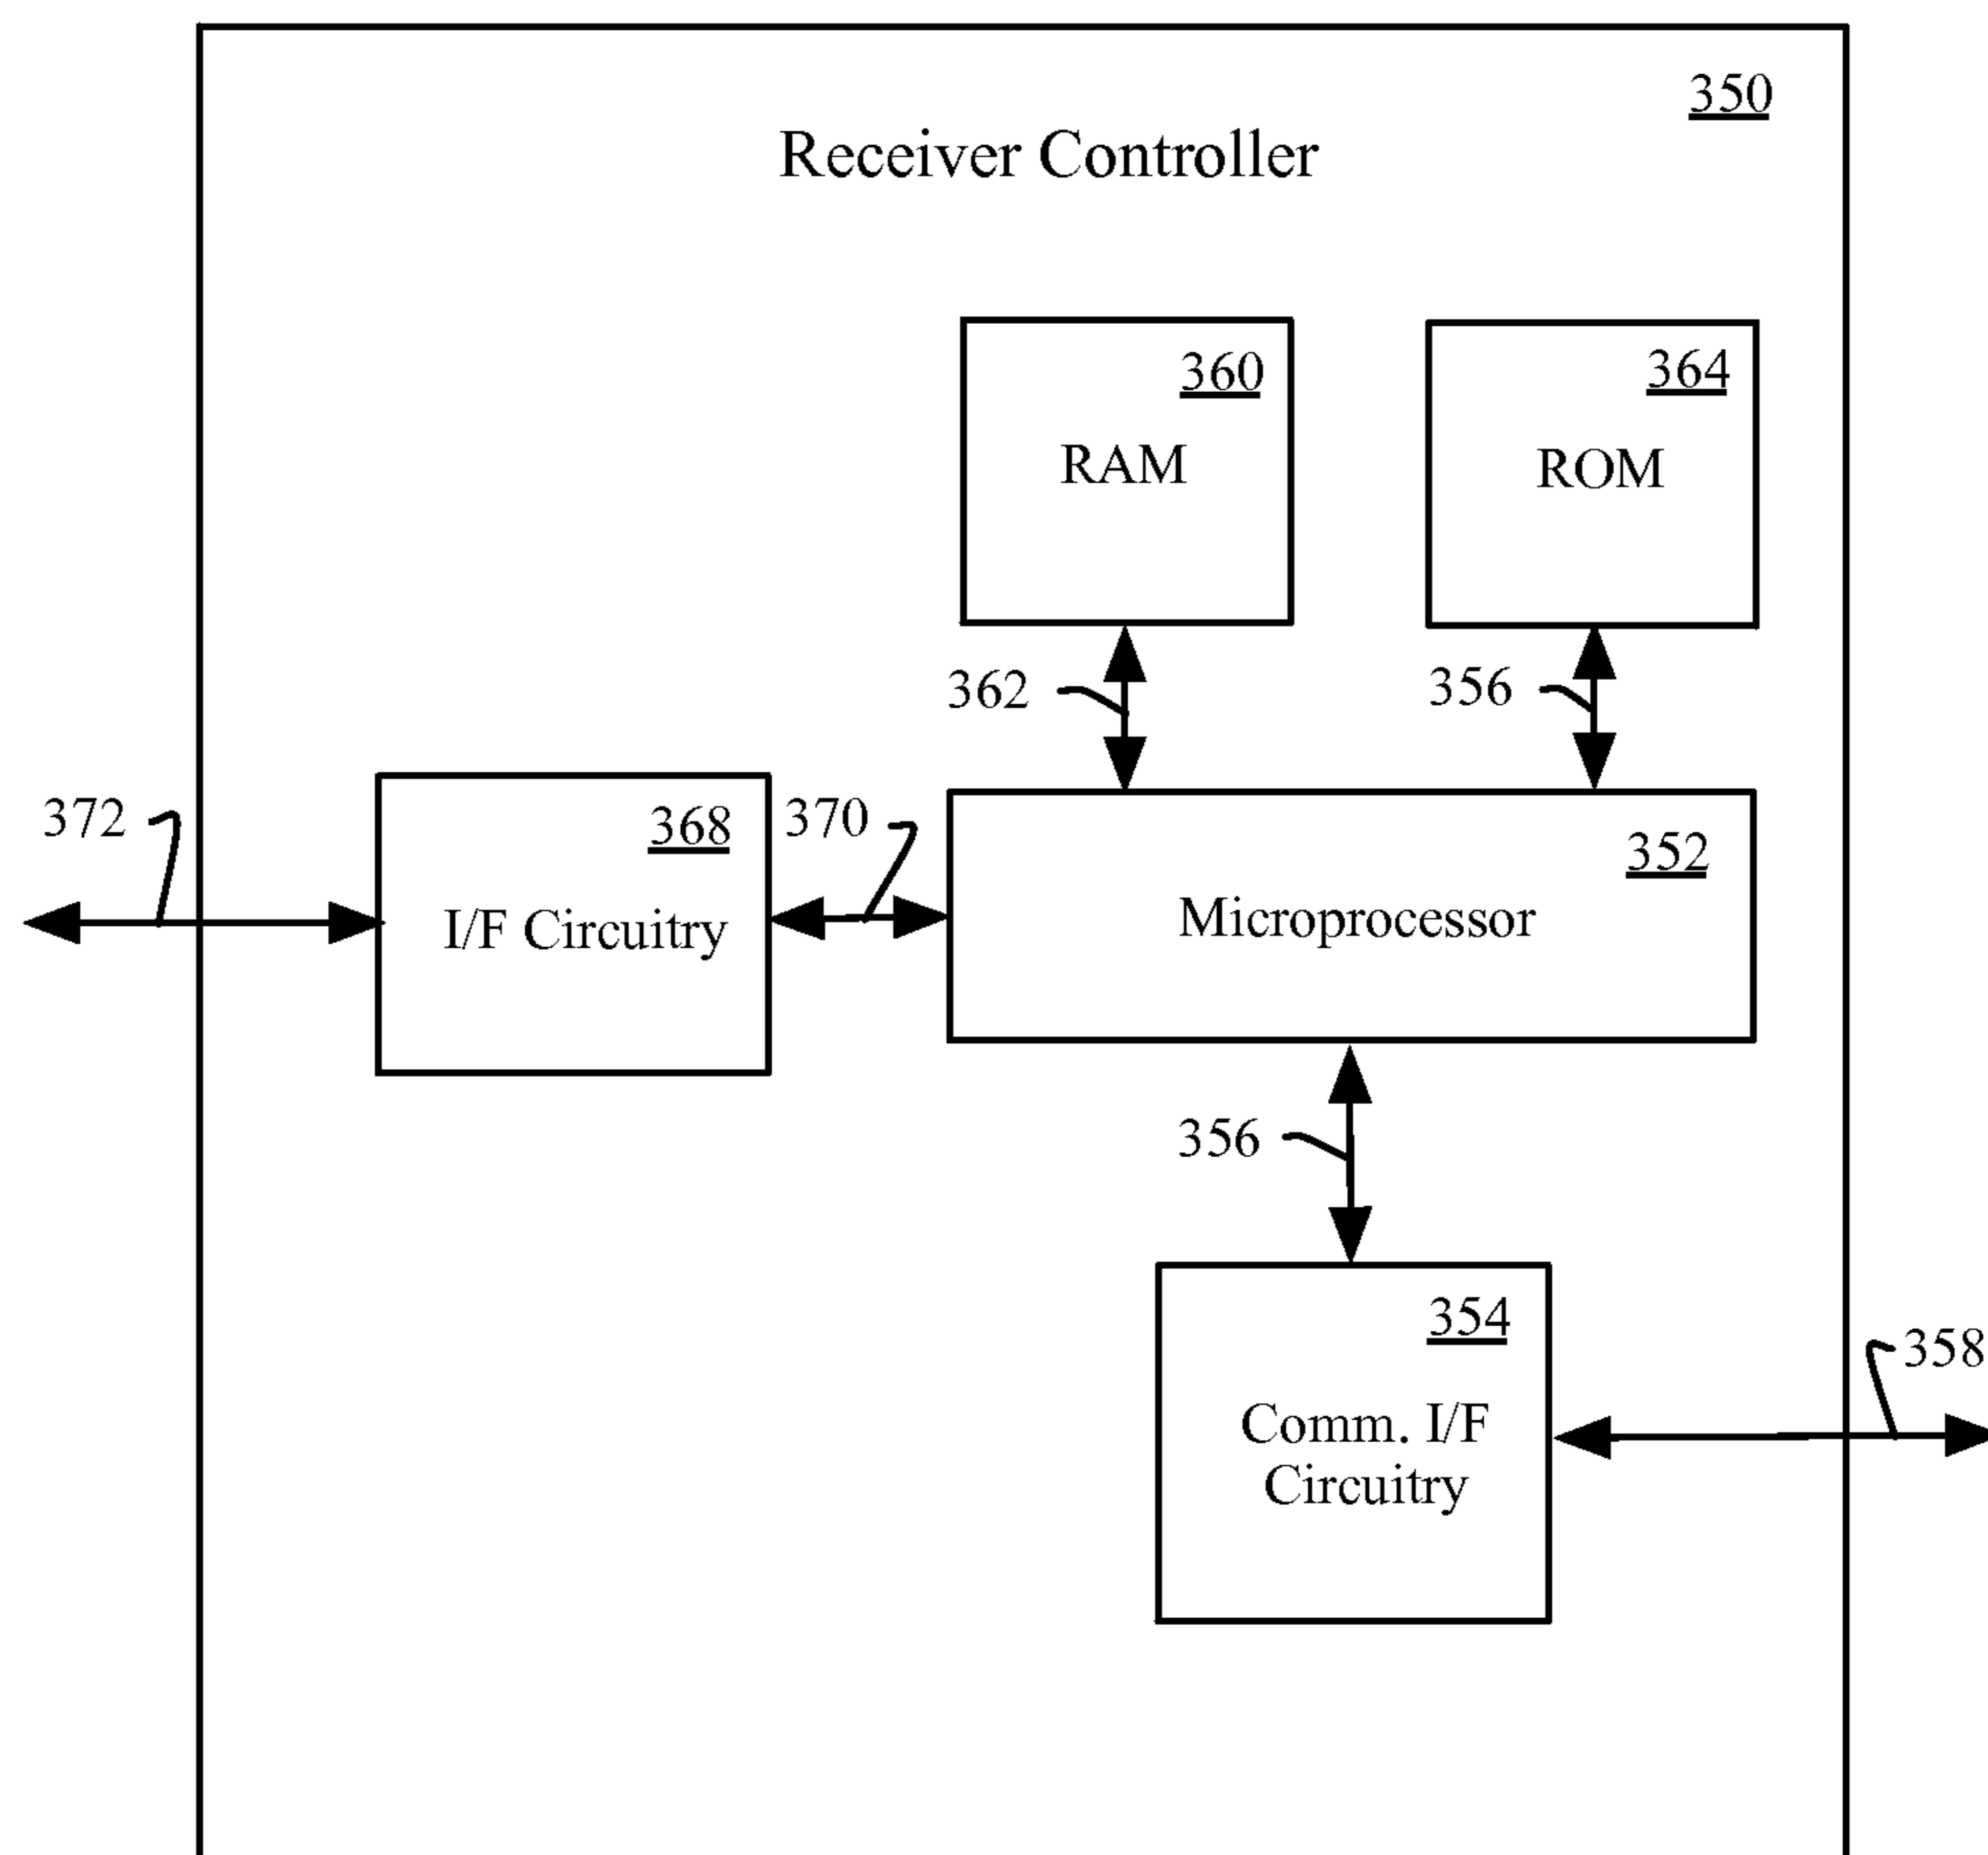 350
Receiver Controller
360
RAM
364
ROM
362
356
372
368
I/F Circuitry
370
352
Microprocessor
356
354
Comm. I/F
Circuitry
358